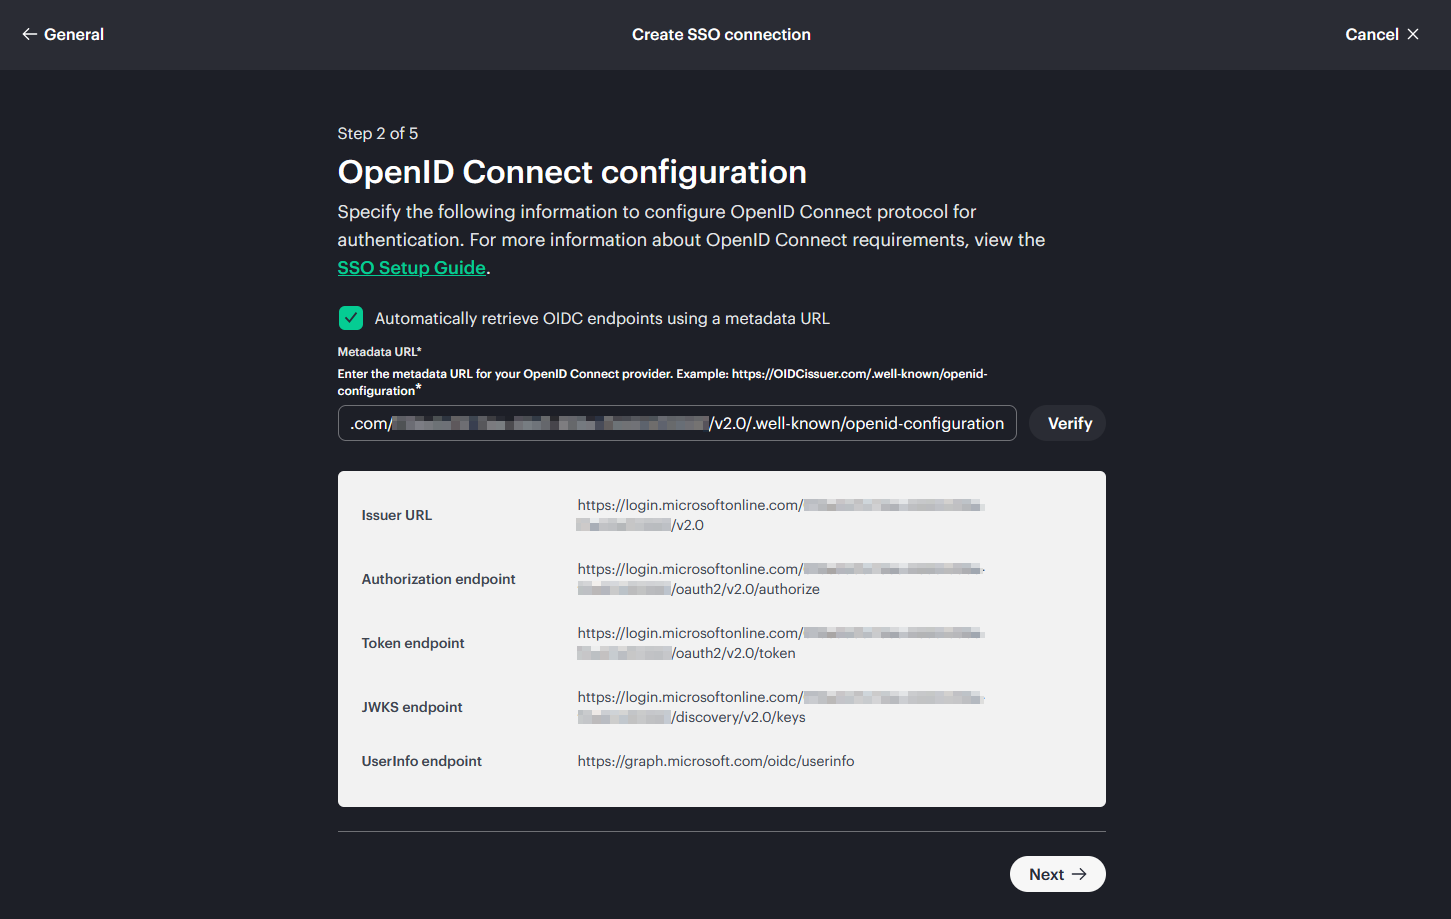 General
Create SSO connection
Cancel
Step 2 of 5
OpenID Connect configuration
Specify the following information to configure OpenID Connect protocol for
authentication. For more information about OpenID Connect requirements, view the
SSO Setup Guide.
Automatically retrieve OIDC endpoints using a metadata URL
Metadata URL*
Enter the metadata URL for your OpenID Connect provider. Example: https://OIDCissuer.com/.well-known/openid-
configuration*
.com/ /v2.0/.well-known/openid-configuration
Verify
Issuer URL
https://login.microsoftonline.com/
/v2.0
Authorization endpoint
https://login.microsoftonline.com/
/oauth2/v2.0/authorize
Token endpoint
https://login.microsoftonline.com/
/oauth2/v2.0/token
JWKS endpoint
https://login.microsoftonline.com/
/discovery/v2.0/keys
UserInfo endpoint
https://graph.microsoft.com/oidc/userinfo
Next